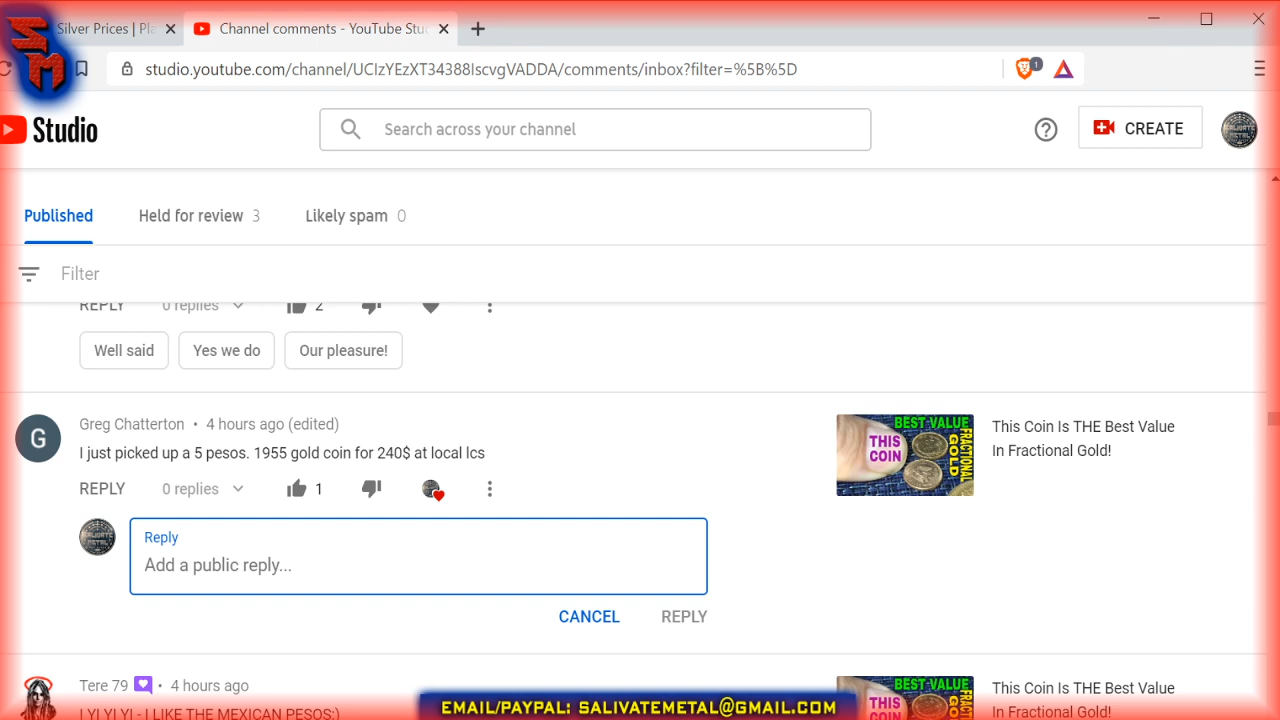 Silver Prices | Pla
Channel comments - YouTube Stu
SM
studio.youtube.com/channel/UCIzYEzXT34388IscvgVADDA/comments/inbox?filter=%5B%5D
1
Studio
Search across your channel
CREATE
Published
Held for review 3
Likely spam 0
Filter
REPLY 0 replies 2
Well said
Yes we do
Our pleasure!
G
Greg Chatterton • 4 hours ago (edited)
I just picked up a 5 pesos. 1955 gold coin for 240$ at local lcs
REPLY 0 replies 1
BEST VALUE
THIS
COIN
FRACTIONAL
GOLD
This Coin Is THE Best Value
In Fractional Gold!
SALIVATE
METAL
Reply
Add a public reply...
CANCEL REPLY
Tere 79 • 4 hours ago
I YI YI YI - I LIKE THE MEXICAN PESOS:)
BEST VALUE
THIS
COIN
This Coin Is THE Best Value
In Fractional Gold!
EMAIL/PAYPAL: SALIVATEMETAL@GMAIL.COM